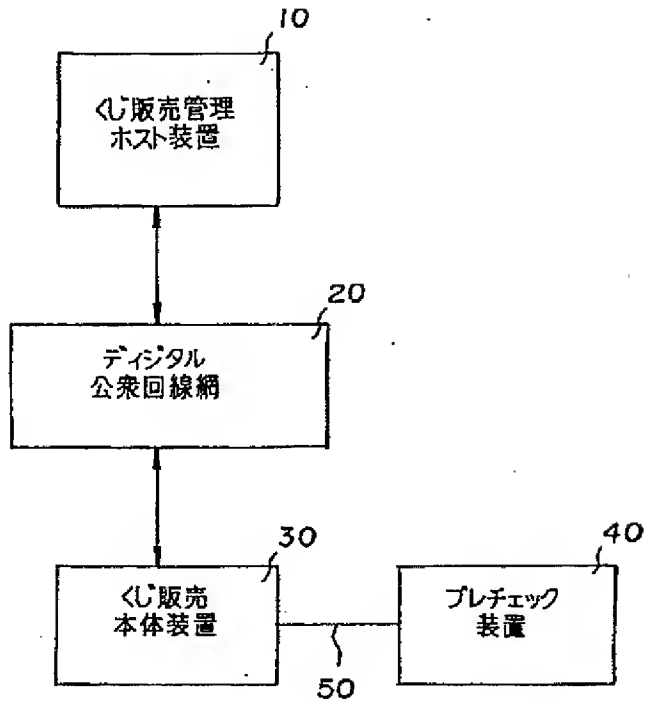 10
くじ販売管理
ホスト装置
20
ディジタル
公衆回線網
30
くじ販売
本体装置
40
プレチェック
装置
50